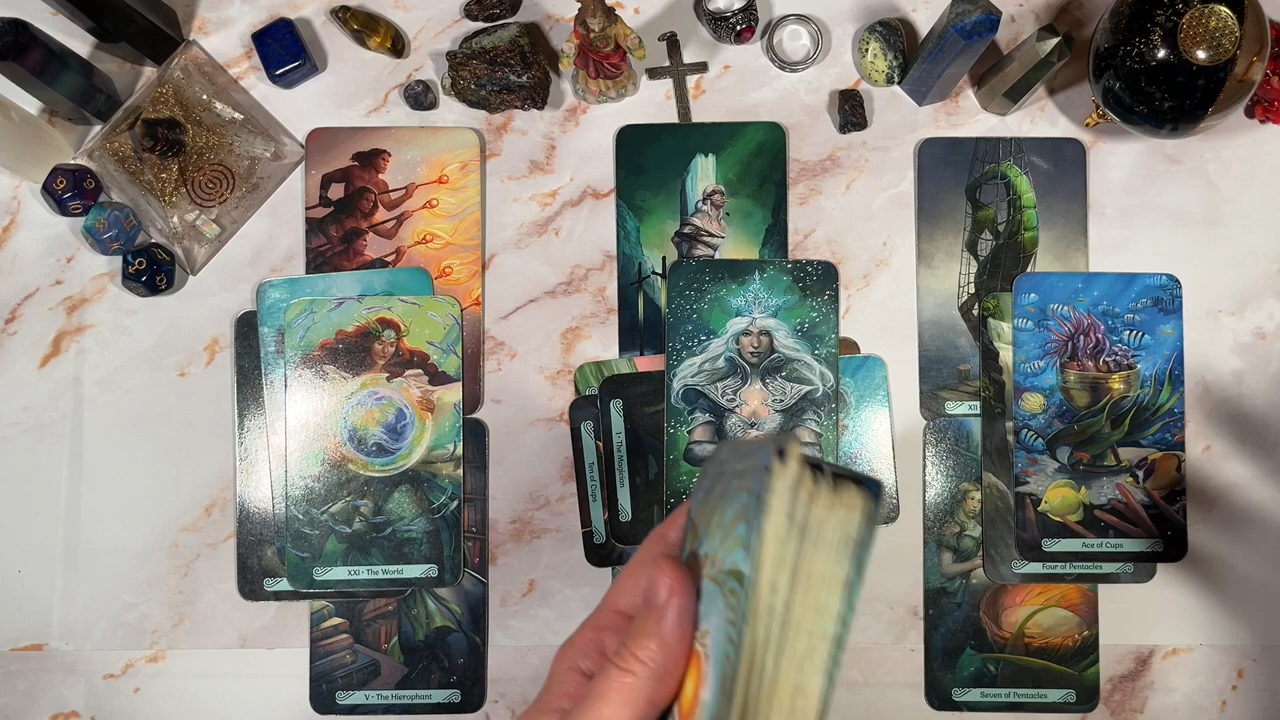 XII
Ten of Cups
I • The Magician
Ace of Cups
Four of Pentacles
XXI • The World
V • The Hierophant
Seven of Pentacles